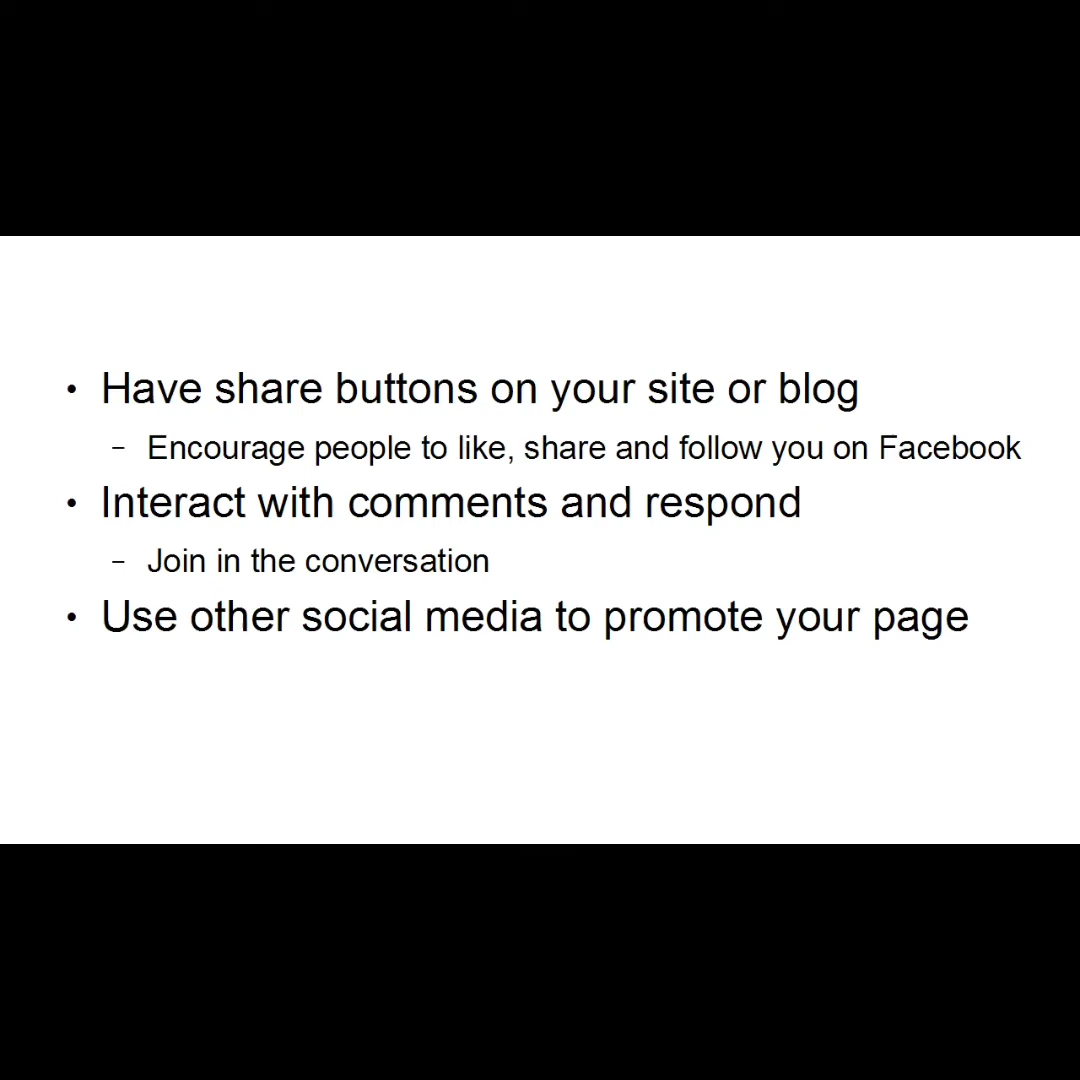 • Have share buttons on your site or blog
– Encourage people to like, share and follow you on Facebook
• Interact with comments and respond
– Join in the conversation
• Use other social media to promote your page